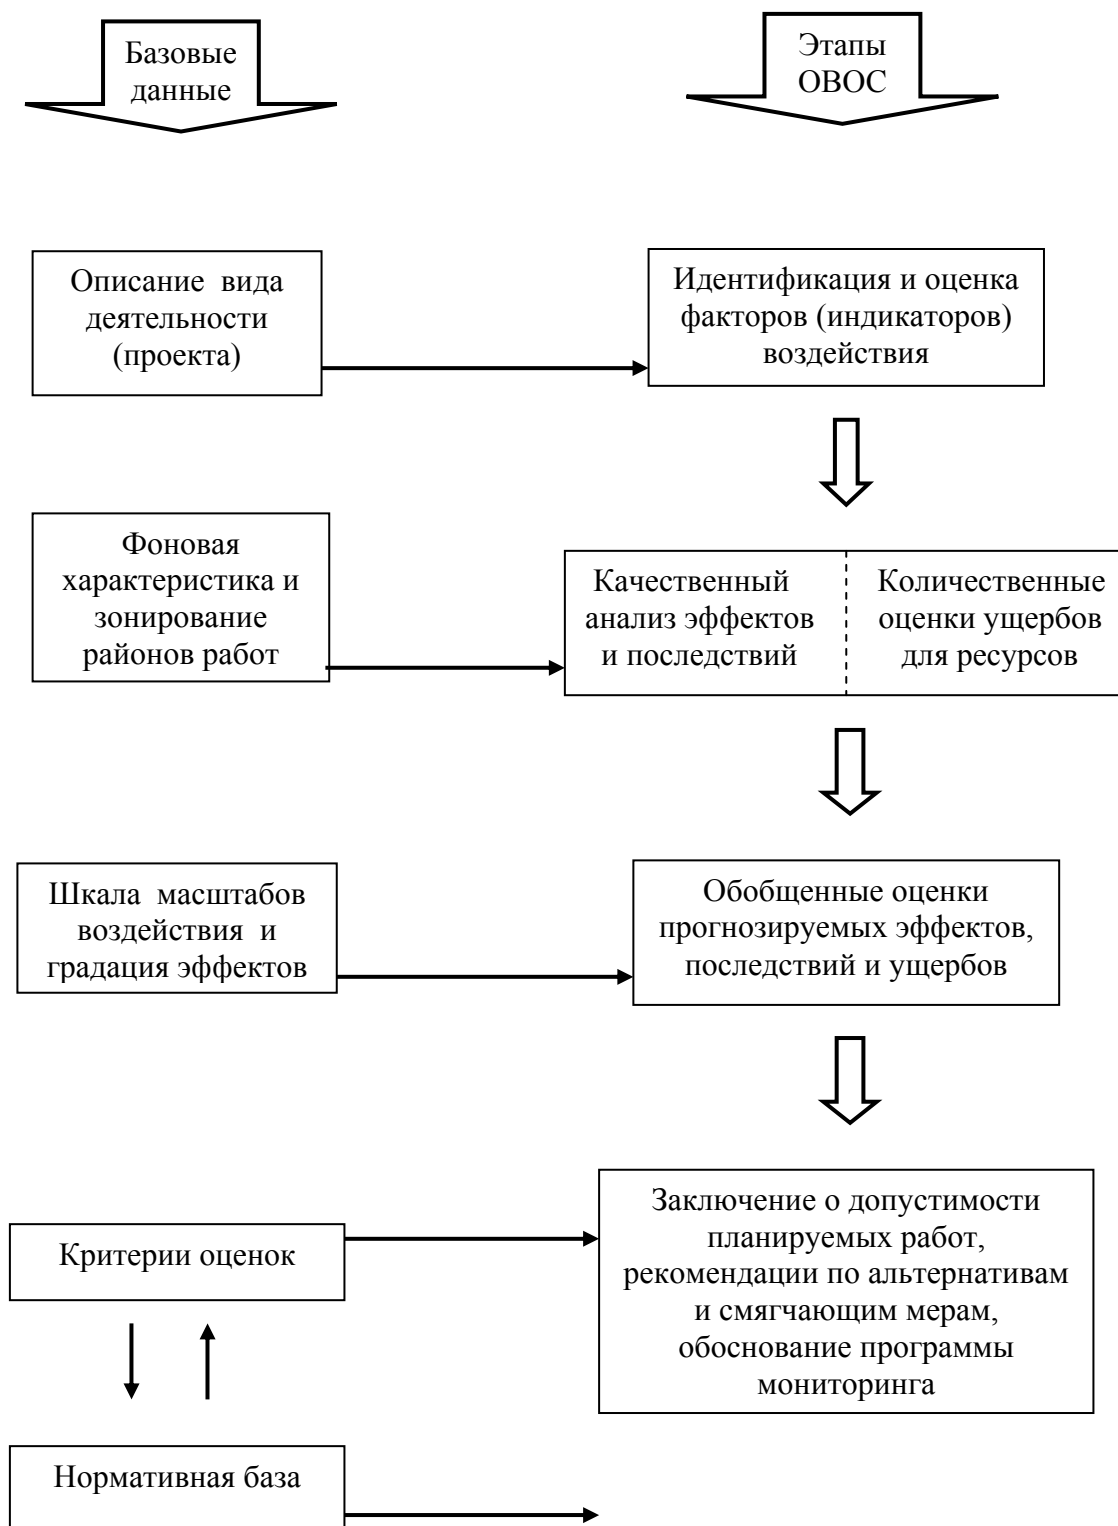 Базовые
данные
Этапы
ОВОС
Описание вида
деятельности
(проекта)
Идентификация и оценка
факторов (индикаторов)
воздействия
Фоновая
характеристика и
зонирование
районов работ
Качественный
анализ эффектов
и последствий
Количественные
оценки ущербов
для ресурсов
Шкала масштабов
воздействия и
градация эффектов
Обобщенные оценки
прогнозируемых эффектов,
последствий и ущербов
Критерии оценок
Заключение о допустимости
планируемых работ,
рекомендации по альтернативам
и смягчающим мерам,
обоснование программы
мониторинга
Нормативная база